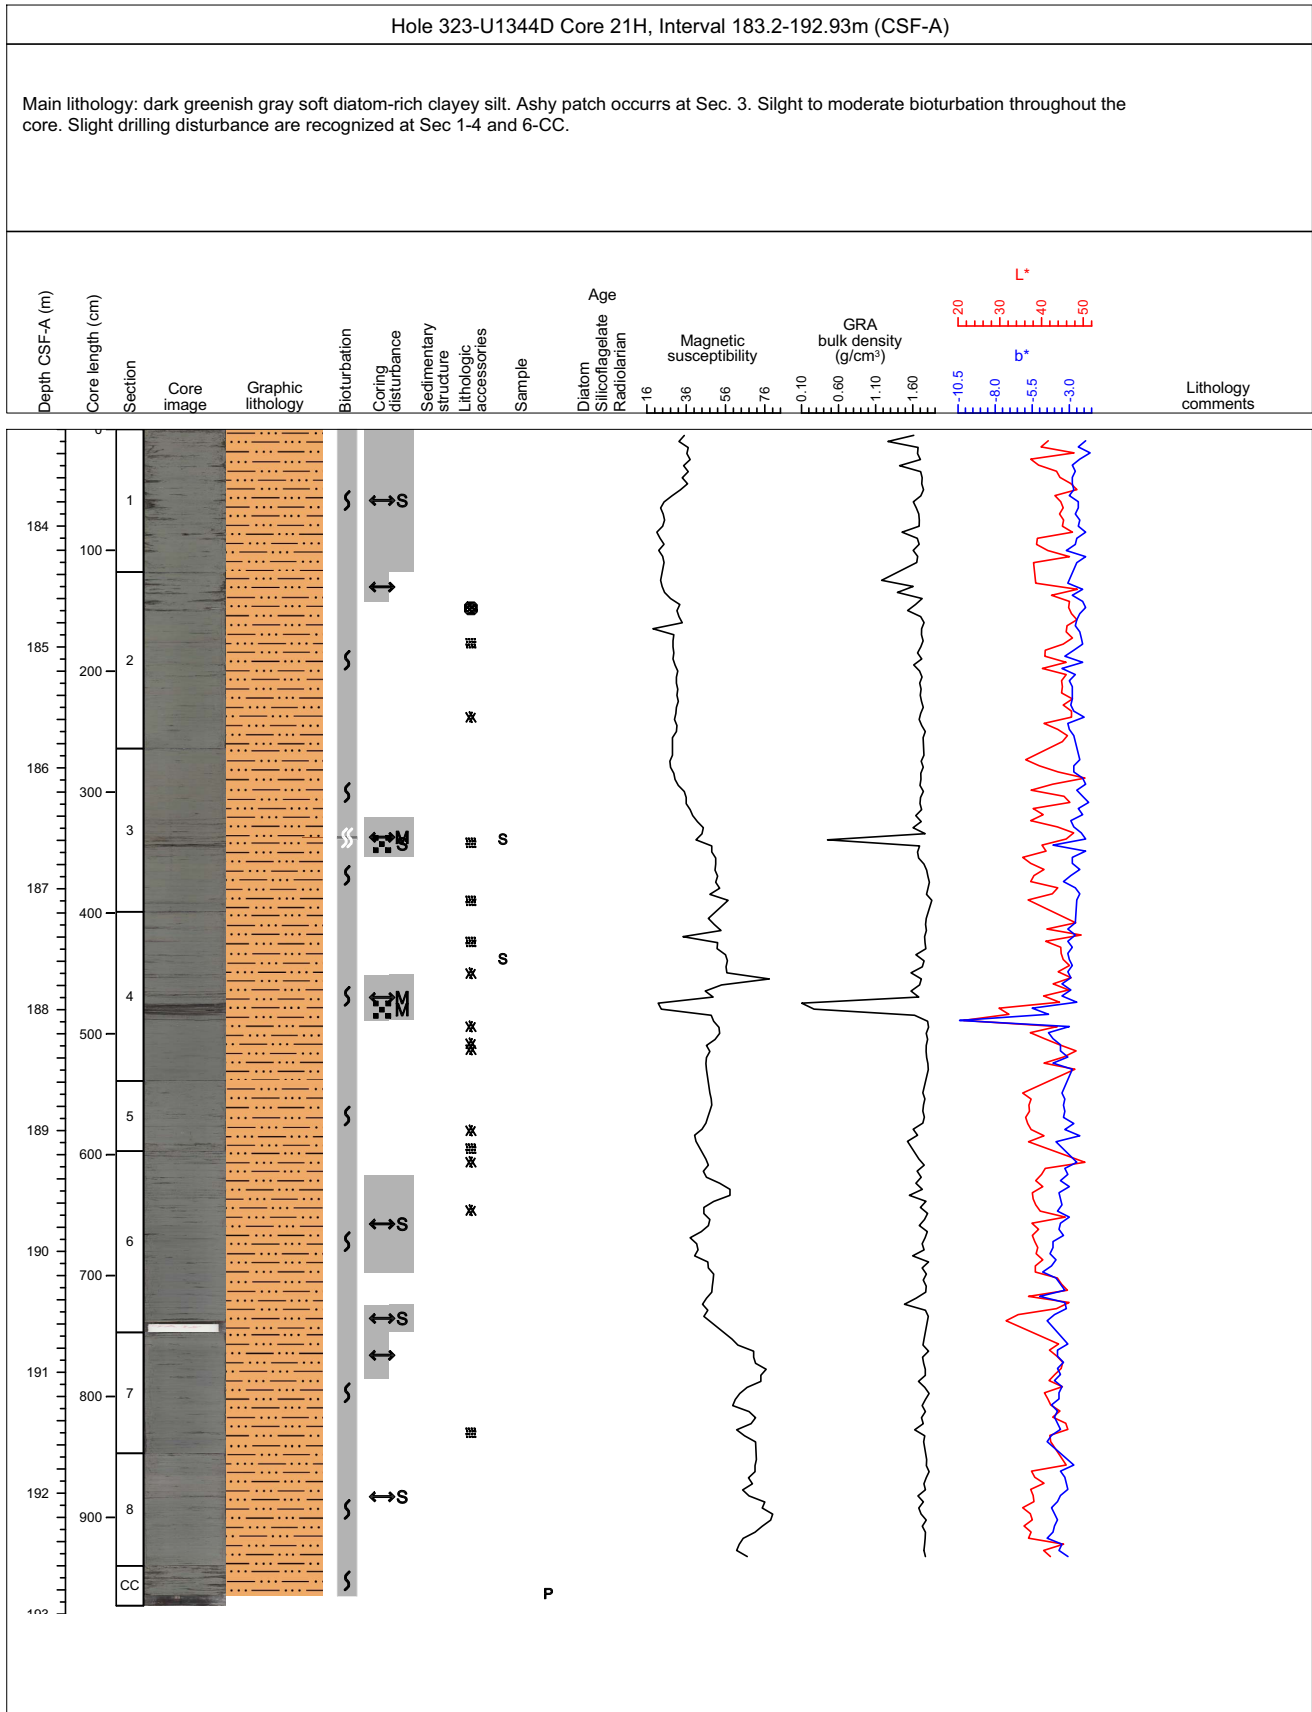 Hole 323-U1344D Core 21H, Interval 183.2-192.93m (CSF-A)
Main lithology: dark greenish gray soft diatom-rich clayey silt. Ashy patch occurrs at Sec. 3. Silght to moderate bioturbation throughout the
core. Slight drilling disturbance are recognized at Sec 1-4 and 6-CC.
Depth CSF-A (m)
Core length (cm)
Section
Core
image
Graphic
lithology
Bioturbation
Coring
disturbance
Sedimentary
structure
Lithologic
accessories
Sample
Age
Diatom
Silicoflagelate
Radiolarian
Magnetic
susceptibility
16 36 56 76
GRA
bulk density
(g/cm³)
0.10 0.60 1.10 1.60
L*
20 30 40 50
b*
-10.5 -8.0 -5.5 -3.0
Lithology
comments
0
1
S
184
100
2
185
200
186
300
3
M
S
S
187
400
S
4
M
M
188
500
5
189
600
S
6
190
700
S
191
7
800
192
8
S
900
CC
P
193